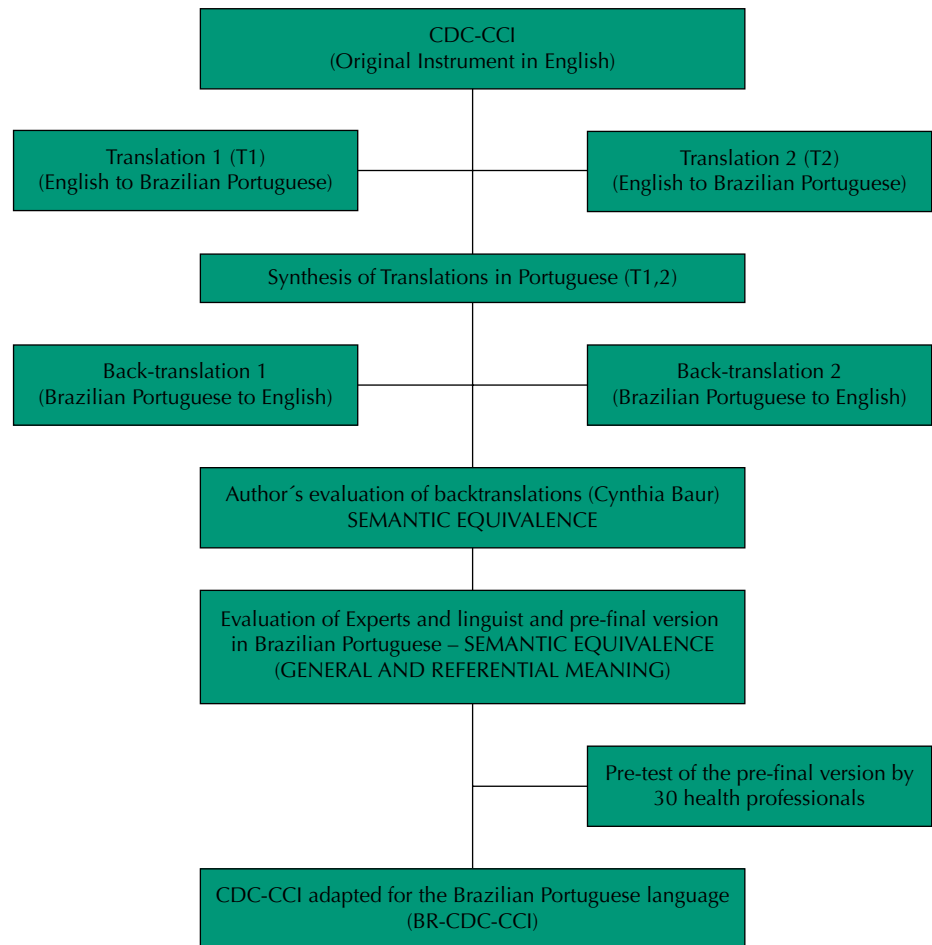 CDC-CCI
(Original Instrument in English)
Translation 1 (T1)
(English to Brazilian Portuguese)
Translation 2 (T2)
(English to Brazilian Portuguese)
Synthesis of Translations in Portuguese (T1,2)
Back-translation 1
(Brazilian Portuguese to English)
Back-translation 2
(Brazilian Portuguese to English)
Author´s evaluation of backtranslations (Cynthia Baur)
SEMANTIC EQUIVALENCE
Evaluation of Experts and linguist and pre-final version
in Brazilian Portuguese – SEMANTIC EQUIVALENCE
(GENERAL AND REFERENTIAL MEANING)
Pre-test of the pre-final version by
30 health professionals
CDC-CCI adapted for the Brazilian Portuguese language
(BR-CDC-CCI)